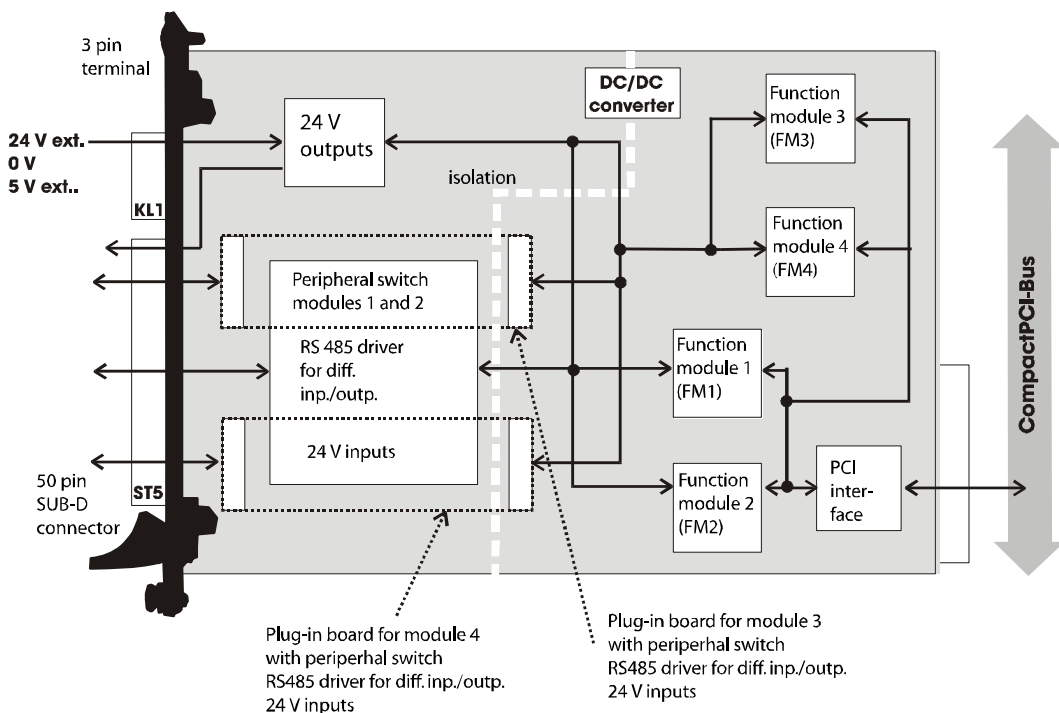 3 pin
terminal
24 V ext.
0 V
5 V ext..
KL1
24 V
outputs
isolation
DC/DC
converter
Function
module 3
(FM3)
Function
module 4
(FM4)
Peripheral switch
modules 1 and 2
RS 485 driver
for diff.
inp./outp.
24 V inputs
Function
module 1
(FM1)
Function
module 2
(FM2)
PCI
inter-
face
CompactPCI-Bus
50 pin
SUB-D
connector
ST5
Plug-in board for module 4
with periperhal switch
RS485 driver for diff. inp./outp.
24 V inputs
Plug-in board for module 3
with periperhal switch
RS485 driver for diff. inp./outp.
24 V inputs